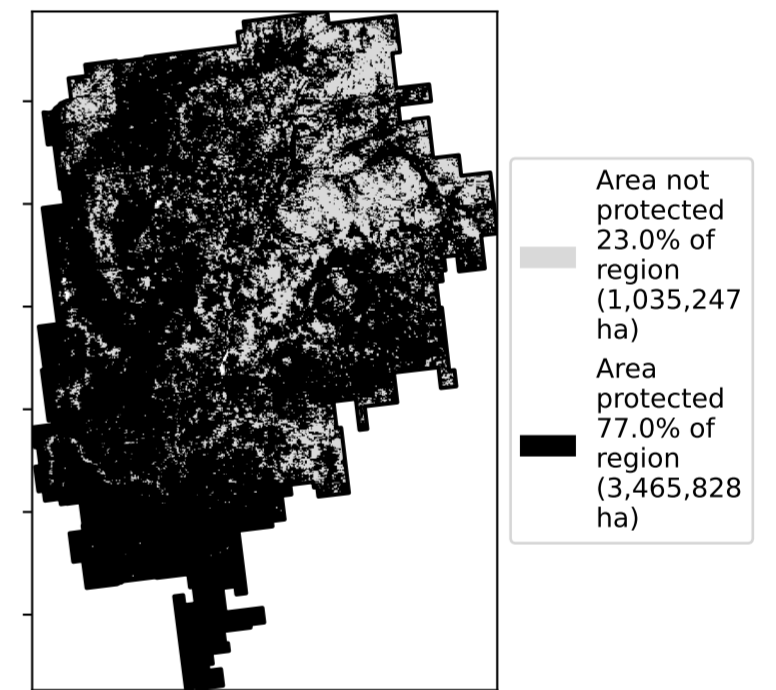 Area not
protected
23.0% of
region
(1,035,247
ha)
Area
protected
77.0% of
region
(3,465,828
ha)